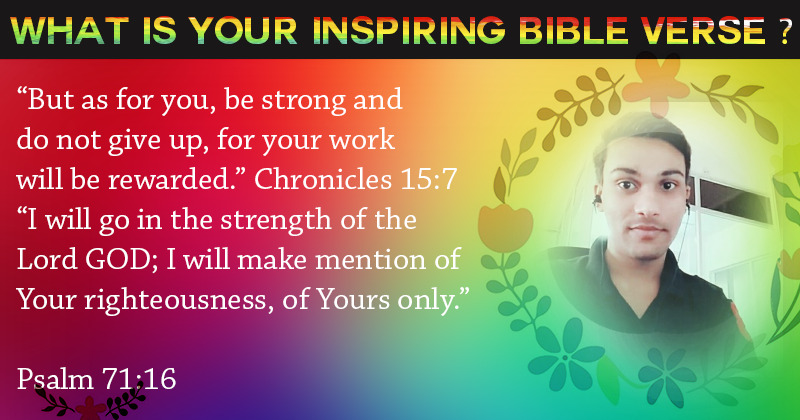 WHAT IS YOUR INSPIRING BIBLE VERSE ?
“But as for you, be strong and
do not give up, for your work
will be rewarded.” Chronicles 15:7
“I will go in the strength of the
Lord GOD; I will make mention of
Your righteousness, of Yours only.”
Psalm 71:16